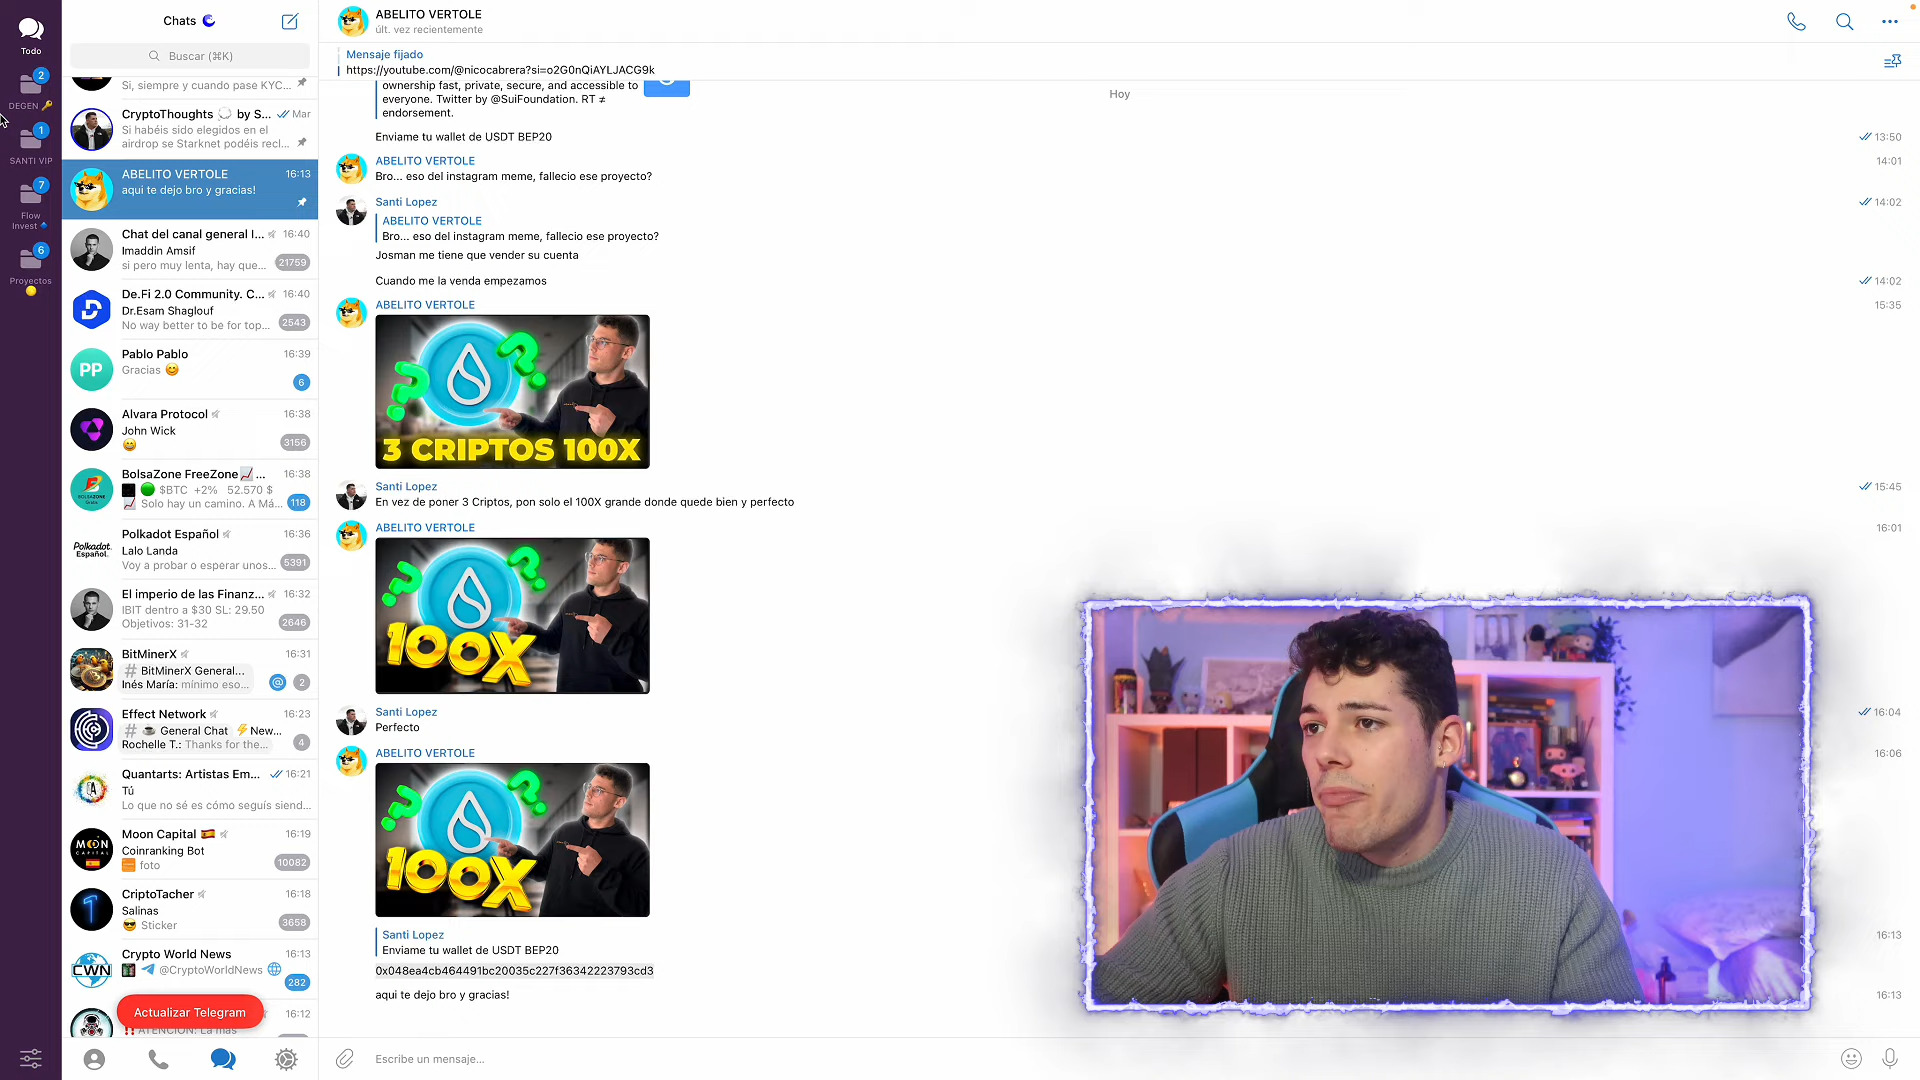 Todo
2
DEGEN 🔑
1
SANTI VIP
7
Flow
Invest
6
Proyectos
Chats
Buscar (⌘K)
Si, siempre y cuando pase KYC...
CryptoThoughts 💭 by S...
Mar
Si habéis sido elegidos en el
airdrop se Starknet podéis recl...
ABELITO VERTOLE
16:13
aqui te dejo bro y gracias!
Chat del canal general I...
16:40
Imaddin Amsif
si pero muy lenta, hay que...
21759
De.Fi 2.0 Community. C...
16:40
Dr.Esam Shaglouf
No way better to be for top...
2543
PP
Pablo Pablo
16:39
Gracias 😊
6
Alvara Protocol
16:38
John Wick
😄
3156
BOLSAZONE
BolsaZone FreeZone📈...
16:38
⬛ 🟢 $BTC +2% 52.570 $
📈 Solo hay un camino. A Má...
118
Polkadot
Español.
Polkadot Español
16:36
Lalo Landa
Voy a probar o esperar unos...
5391
El imperio de las Finanz...
16:32
IBIT dentro a $30 SL: 29.50
Objetivos: 31-32
2646
BitMinerX
16:31
# BitMinerX General...
Inés María: mínimo eso...
@
2
Effect Network
16:23
# ☕ General Chat ⚡New...
Rochelle T.: Thanks for the...
4
Quantarts: Artistas Em...
16:21
Tú
Lo que no sé es cómo seguís siend...
MOON
CAPITAL
Moon Capital 🇪🇸
16:19
Coinranking Bot
foto
10082
CriptoTacher
16:18
Salinas
😎 Sticker
3658
CWN
Crypto World News
16:13
@CryptoWorldNews 🌐
282
16:12
Actualizar Telegram
‼️ ATENCIÓN: La más
ABELITO VERTOLE
últ. vez recientemente
Mensaje fijado
https://youtube.com/@nicocabrera?si=o2G0nQiAYLJACG9k
ownership fast, private, secure, and accessible to
everyone. Twitter by @SuiFoundation. RT ≠
endorsement.
Hoy
Enviame tu wallet de USDT BEP20
13:50
ABELITO VERTOLE
14:01
Bro... eso del instagram meme, fallecio ese proyecto?
Santi Lopez
14:02
ABELITO VERTOLE
Bro... eso del instagram meme, fallecio ese proyecto?
Josman me tiene que vender su cuenta
Cuando me la venda empezamos
14:02
ABELITO VERTOLE
15:35
3 CRIPTOS 100X
Santi Lopez
15:45
En vez de poner 3 Criptos, pon solo el 100X grande donde quede bien y perfecto
ABELITO VERTOLE
16:01
100X
Santi Lopez
16:04
Perfecto
ABELITO VERTOLE
16:06
100X
Santi Lopez
16:13
Enviame tu wallet de USDT BEP20
0x048ea4cb464491bc20035c227f36342223793cd3
aqui te dejo bro y gracias!
16:13
Escribe un mensaje...